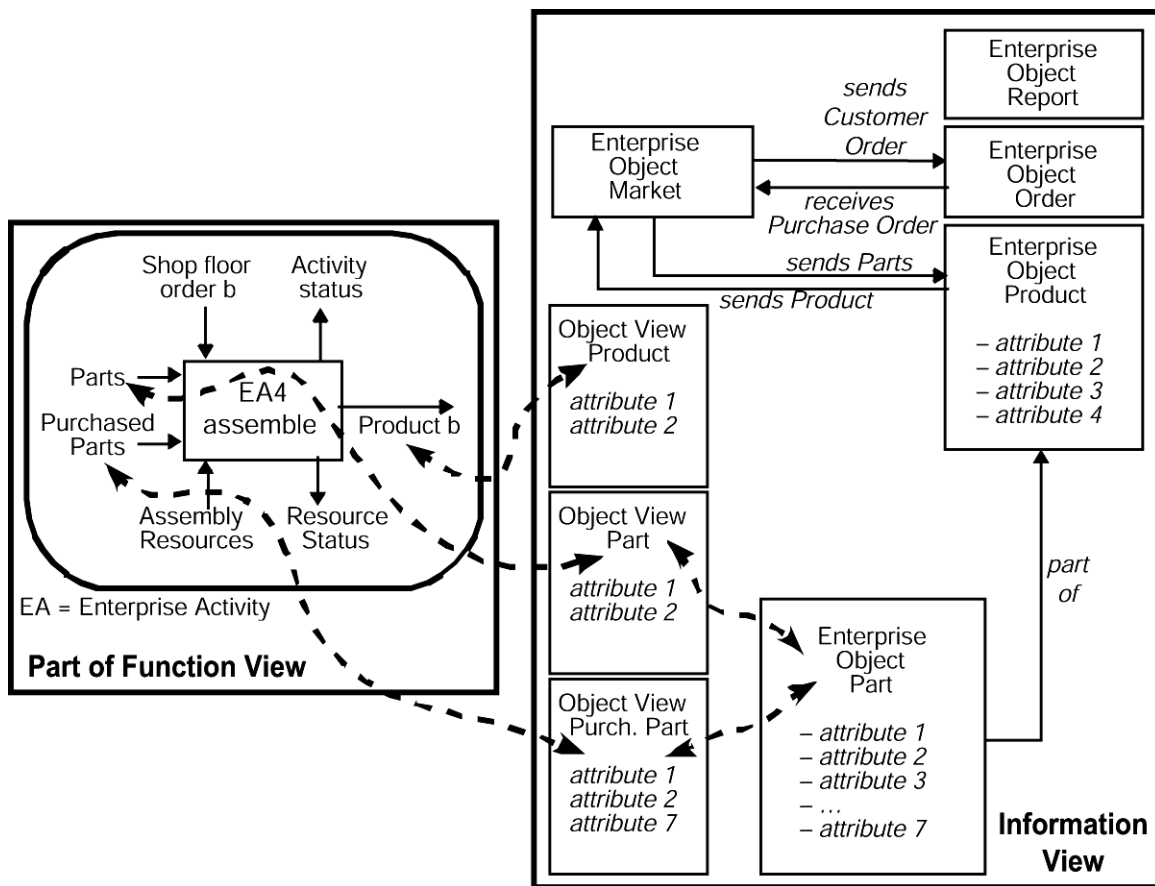 Shop floor
order b
Activity
status
Parts
Purchased
Parts
EA4
assemble
Product b
Assembly
Resources
Resource
Status
EA = Enterprise Activity
Part of Function View
Enterprise
Object
Report
sends
Customer
Order
Enterprise
Object
Market
Enterprise
Object
Order
receives
Purchase Order
sends Parts
sends Product
Enterprise
Object
Product
– attribute 1
– attribute 2
– attribute 3
– attribute 4
Object View
Product
attribute 1
attribute 2
Object View
Part
attribute 1
attribute 2
part
of
Object View
Purch. Part
attribute 1
attribute 2
attribute 7
Enterprise
Object
Part
– attribute 1
– attribute 2
– attribute 3
– ...
– attribute 7
Information
View